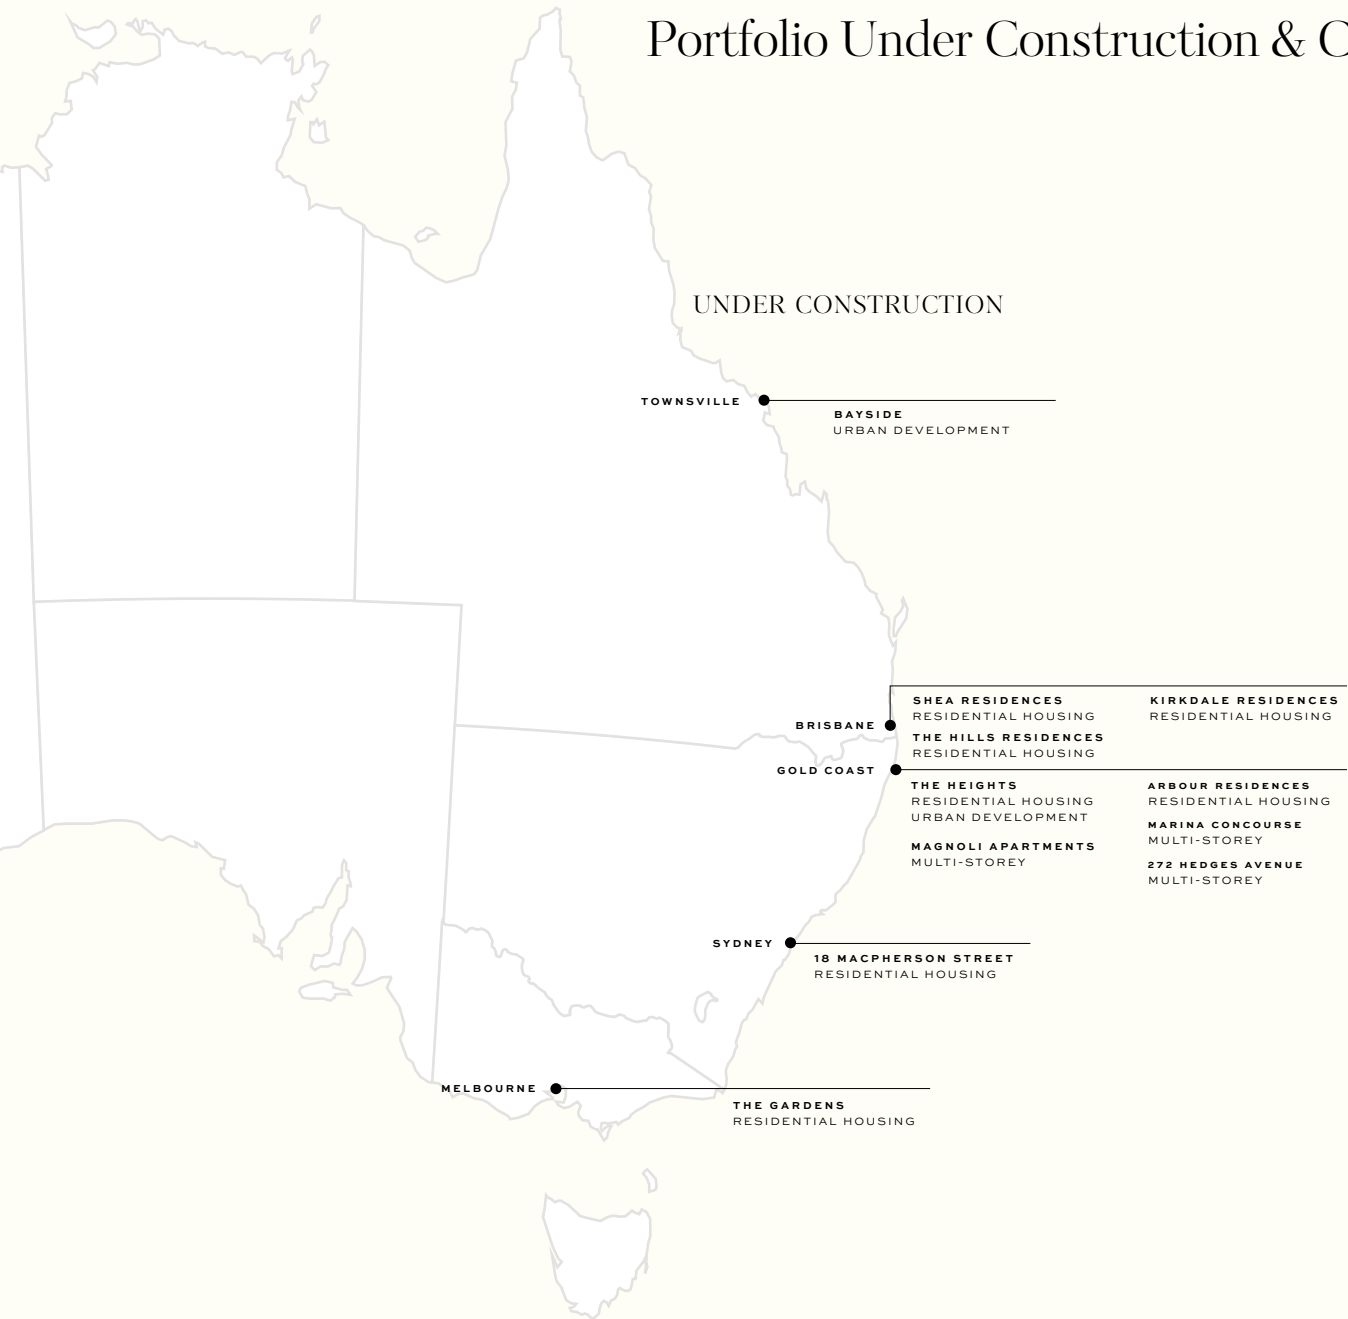 Portfolio Under Construction & C
UNDER CONSTRUCTION
TOWNSVILLE
BAYSIDE
URBAN DEVELOPMENT
BRISBANE
SHEA RESIDENCES
RESIDENTIAL HOUSING
THE HILLS RESIDENCES
RESIDENTIAL HOUSING
KIRKDALE RESIDENCES
RESIDENTIAL HOUSING
GOLD COAST
THE HEIGHTS
RESIDENTIAL HOUSING
URBAN DEVELOPMENT
MAGNOLI APARTMENTS
MULTI-STOREY
ARBOUR RESIDENCES
RESIDENTIAL HOUSING
MARINA CONCOURSE
MULTI-STOREY
272 HEDGES AVENUE
MULTI-STOREY
SYDNEY
18 MACPHERSON STREET
RESIDENTIAL HOUSING
MELBOURNE
THE GARDENS
RESIDENTIAL HOUSING